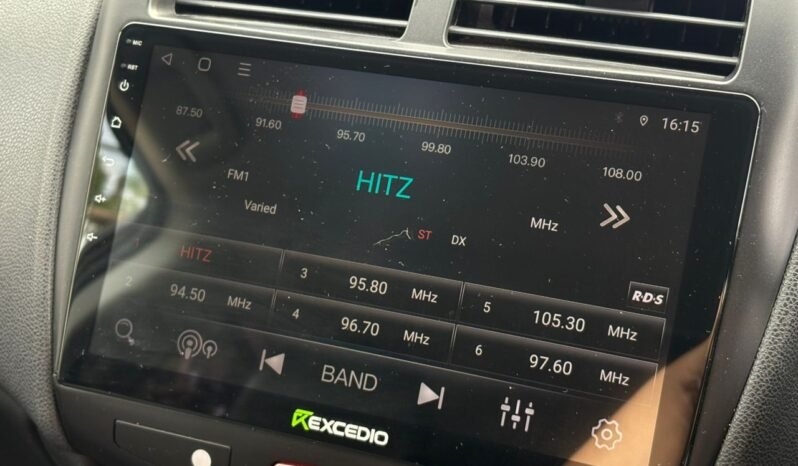 MIC
RST
16:15
87.50
91.60
95.70
99.80
103.90
108.00
HITZ
FM1
Varied
MHz
ST DX
1 HITZ
3 95.80 MHz
5 105.30 MHz
R·D·S
2 94.50 MHz
4 96.70 MHz
6 97.60 MHz
BAND
EXCEDIO